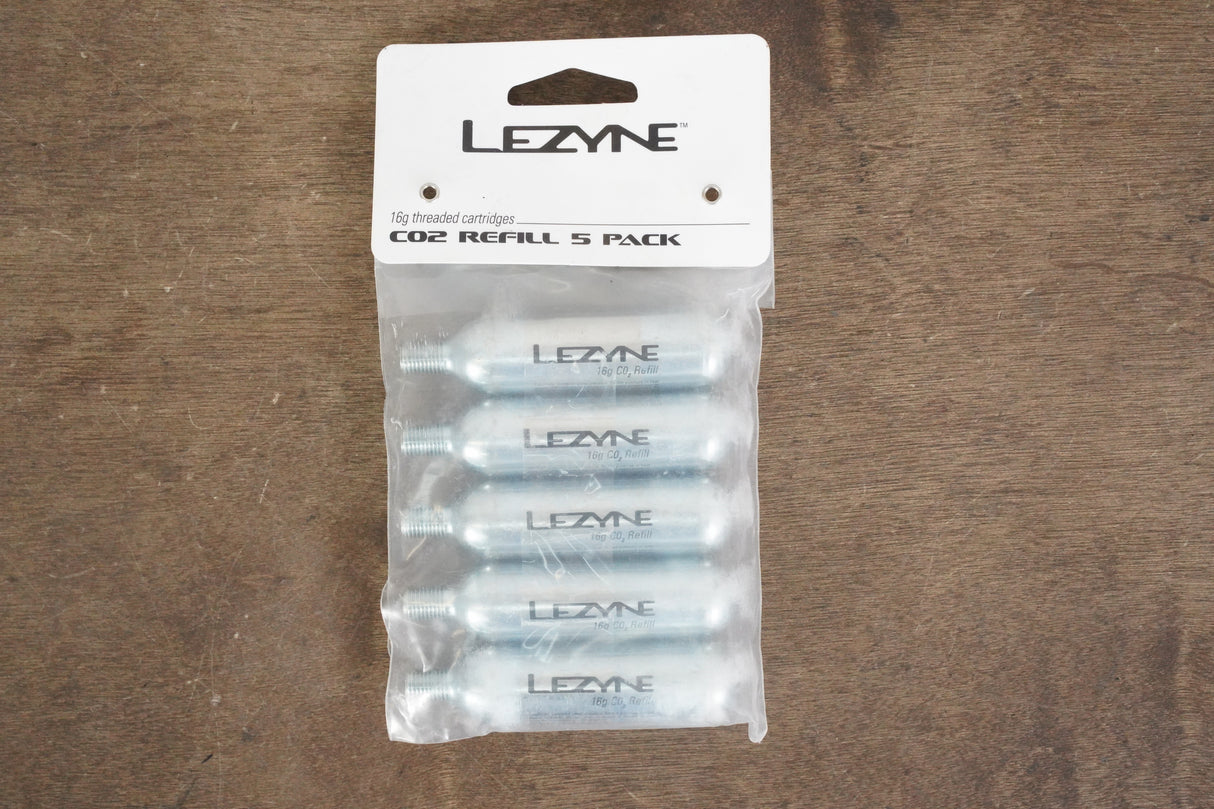 LEZYNE™
16g threaded cartridges
CO2 REFILL 5 PACK
LEZYNE
16g CO₂ Refill
LEZYNE
16g CO₂ Refill
LEZYNE
16g CO₂ Refill
LEZYNE
16g CO₂ Refill
LEZYNE
16g CO₂ Refill